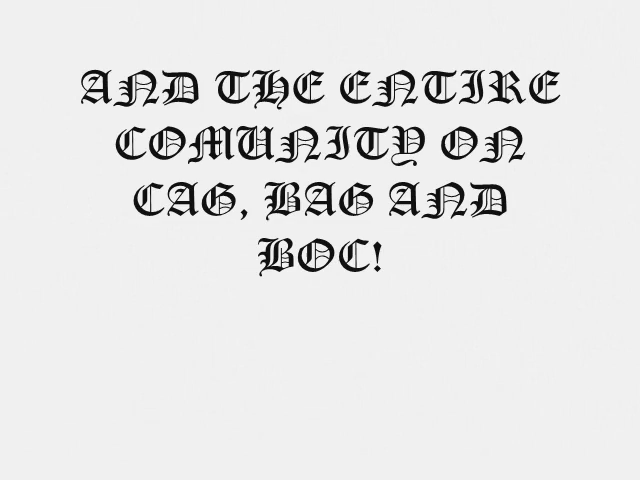 AND THE ENTIRE
COMUNITY ON
CAG, BAG AND
BOC!